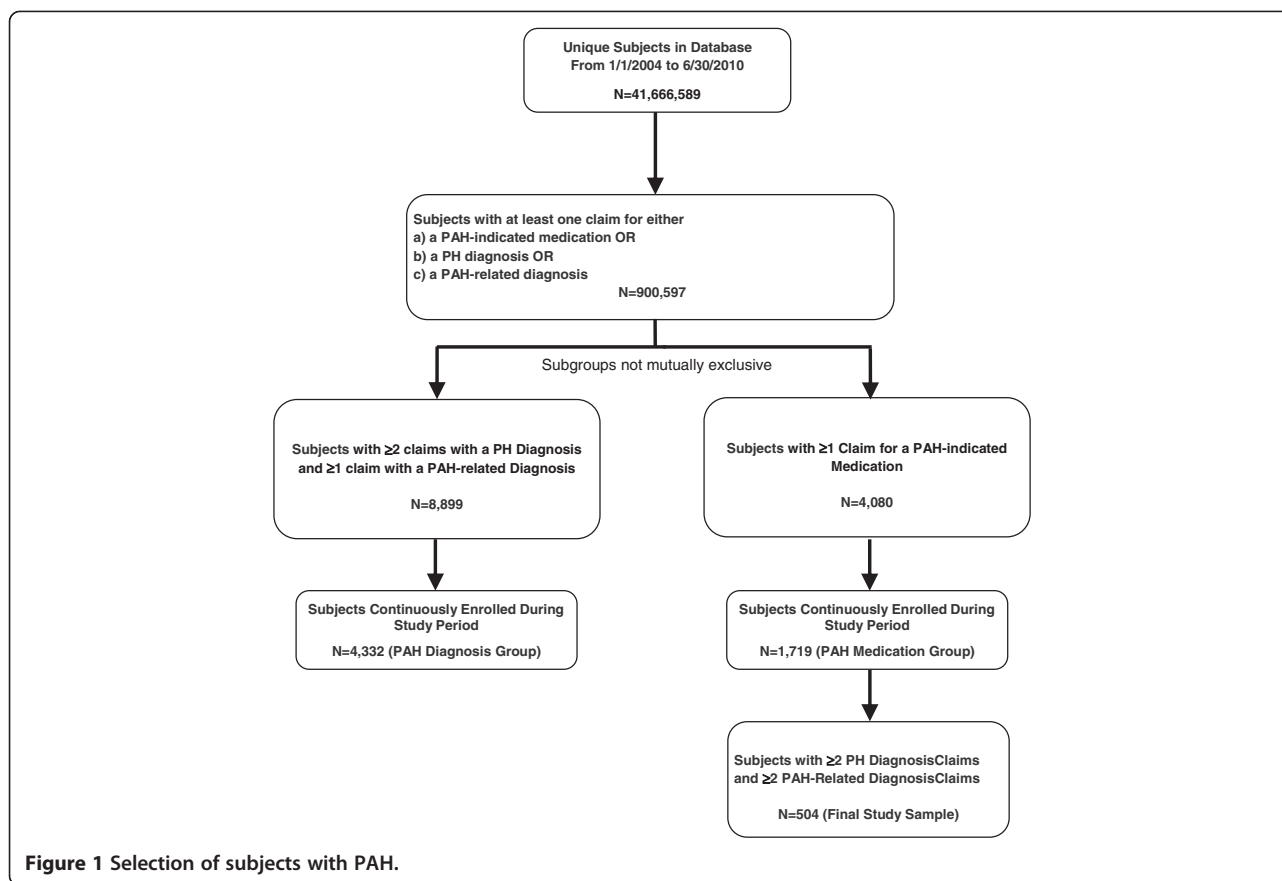 Unique Subjects in Database
From 1/1/2004 to 6/30/2010
N=41,666,589
Subjects with at least one claim for either
a) a PAH-indicated medication OR
b) a PH diagnosis OR
c) a PAH-related diagnosis
N=900,597
Subgroups not mutually exclusive
Subjects with ≥2 claims with a PH Diagnosis
and ≥1 claim with a PAH-related Diagnosis
N=8,899
Subjects with ≥1 Claim for a PAH-indicated
Medication
N=4,080
Subjects Continuously Enrolled During
Study Period
N=4,332 (PAH Diagnosis Group)
Subjects Continuously Enrolled During
Study Period
N=1,719 (PAH Medication Group)
Subjects with ≥2 PH DiagnosisClaims
and ≥2 PAH-Related DiagnosisClaims
N=504 (Final Study Sample)
Figure 1 Selection of subjects with PAH.